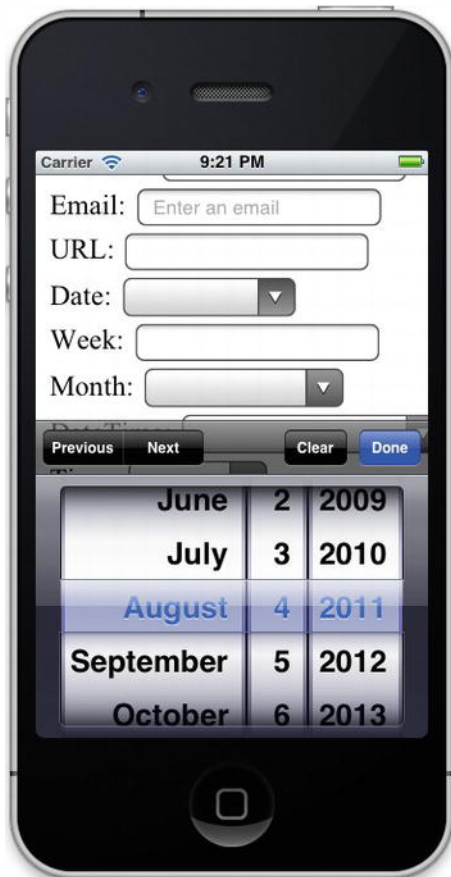 Carrier 9:21 PM
Email: Enter an email
URL:
Date:
Week:
Month:
DateTime:
Previous Next Clear Done
June 2 2009
July 3 2010
August 4 2011
September 5 2012
October 6 2013